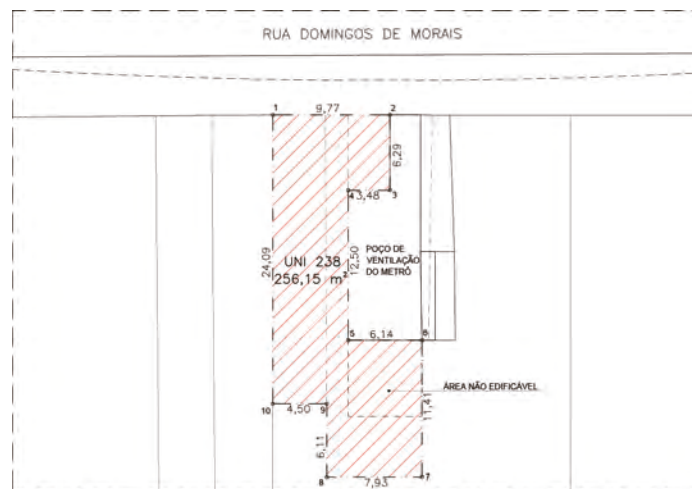 RUA DOMINGOS DE MORAIS
1
9,77
2
6,29
4
3,48
3
24,09
UNI 238
256,15 m²
12,50
POÇO DE
VENTILAÇÃO
DO METRÔ
5
6,14
6
ÁREA NÃO EDIFICÁVEL
11,41
10
4,50
9
6,11
8
7,93
7